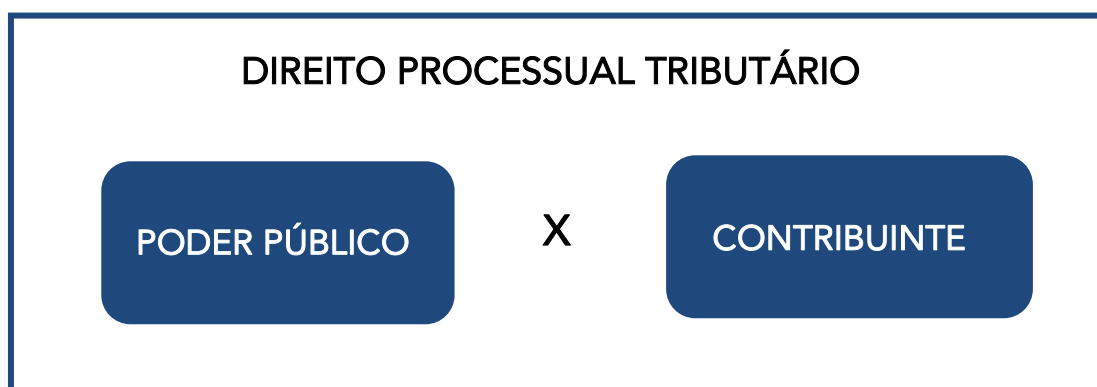 DIREITO PROCESSUAL TRIBUTÁRIO
PODER PÚBLICO
X
CONTRIBUINTE